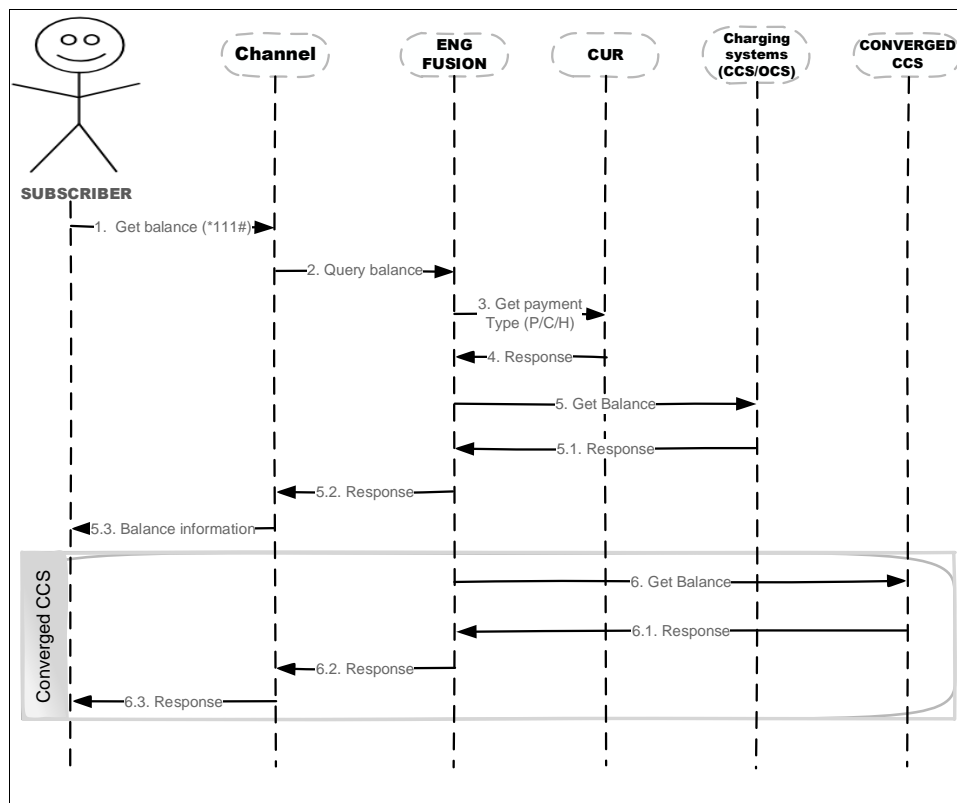 Channel
ENG
FUSION
CUR
Charging
systems
(CCS/OCS)
CONVERGED
CCS
SUBSCRIBER
1. Get balance (*111#)
2. Query balance
3. Get payment
Type (P/C/H)
4. Response
5. Get Balance
5.1. Response
5.2. Response
5.3. Balance information
Converged CCS
6. Get Balance
6.1. Response
6.2. Response
6.3. Response